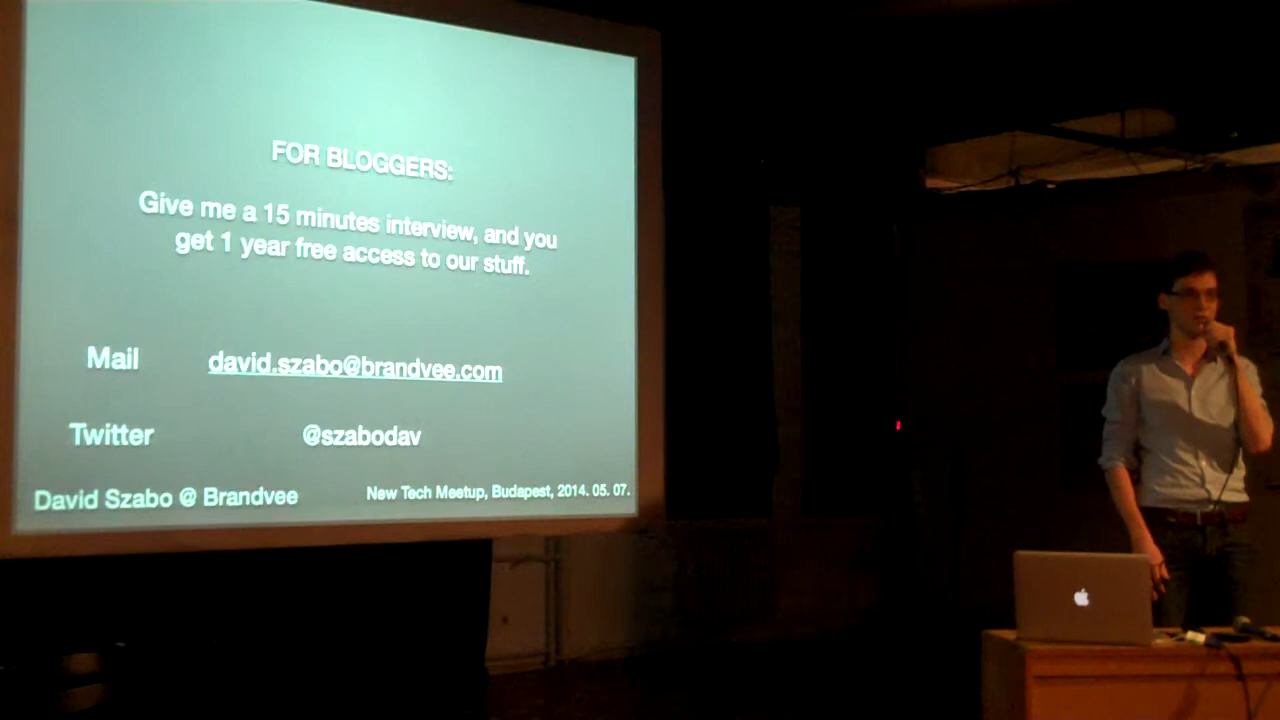 FOR BLOGGERS:
Give me a 15 minutes interview, and you
get 1 year free access to our stuff.
Mail david.szabo@brandvee.com
Twitter @szabodav
David Szabo @ Brandvee New Tech Meetup, Budapest, 2014. 05. 07.